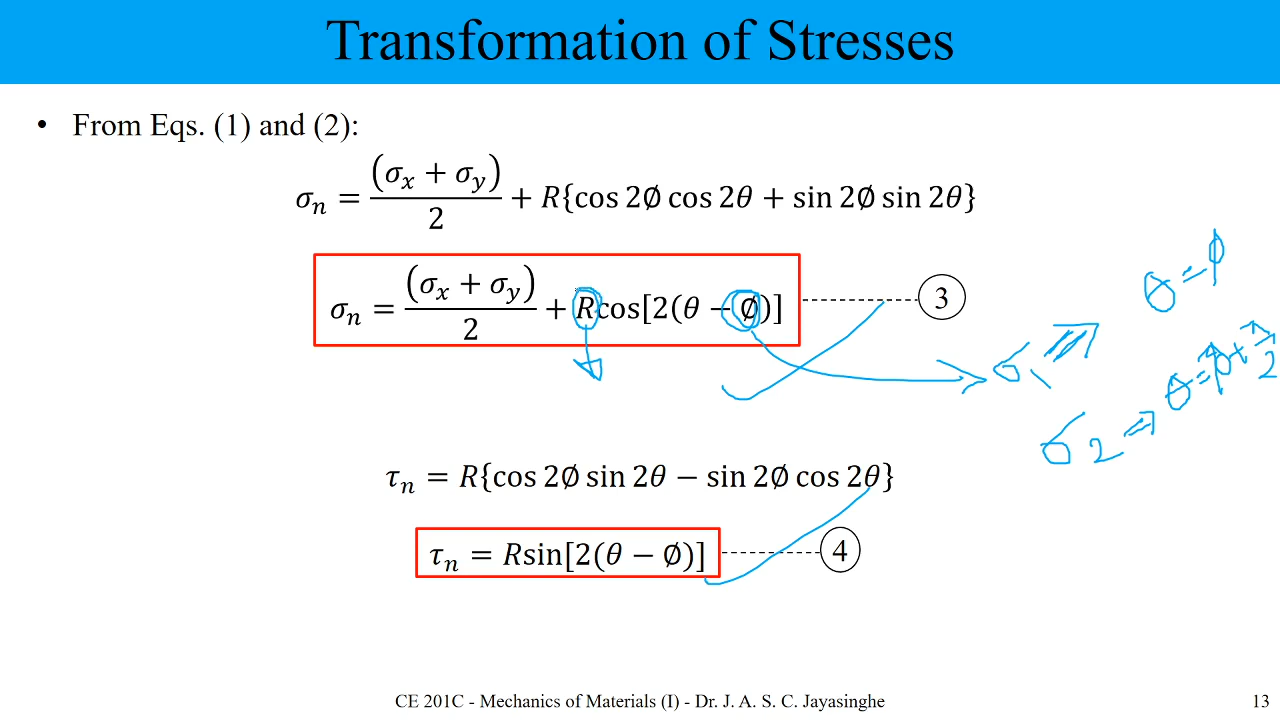 Transformation of Stresses
• From Eqs. (1) and (2):
σₙ = (σₓ + σᵧ)/2 + R{cos 2∅ cos 2θ + sin 2∅ sin 2θ}
θ = ϕ
σₙ = (σₓ + σᵧ)/2 + Rcos[2(θ − ∅)] 3
σ₁ ⇒
σ₂ ⇒ θ = ϕ + π/2
τₙ = R{cos 2∅ sin 2θ − sin 2∅ cos 2θ}
τₙ = Rsin[2(θ − ∅)] 4
CE 201C - Mechanics of Materials (I) - Dr. J. A. S. C. Jayasinghe
13